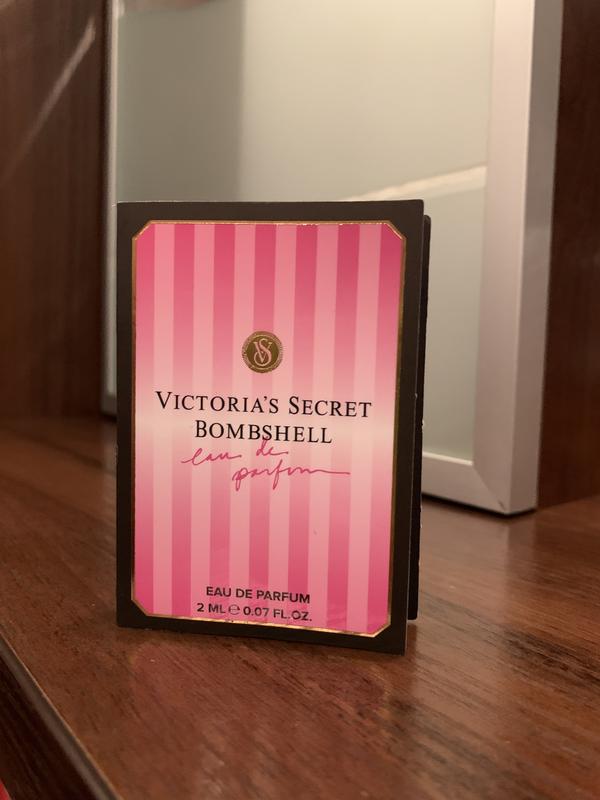 VS
VICTORIA'S SECRET
BOMBSHELL
eau de
parfum
EAU DE PARFUM
2 ML ℮ 0.07 FL.OZ.